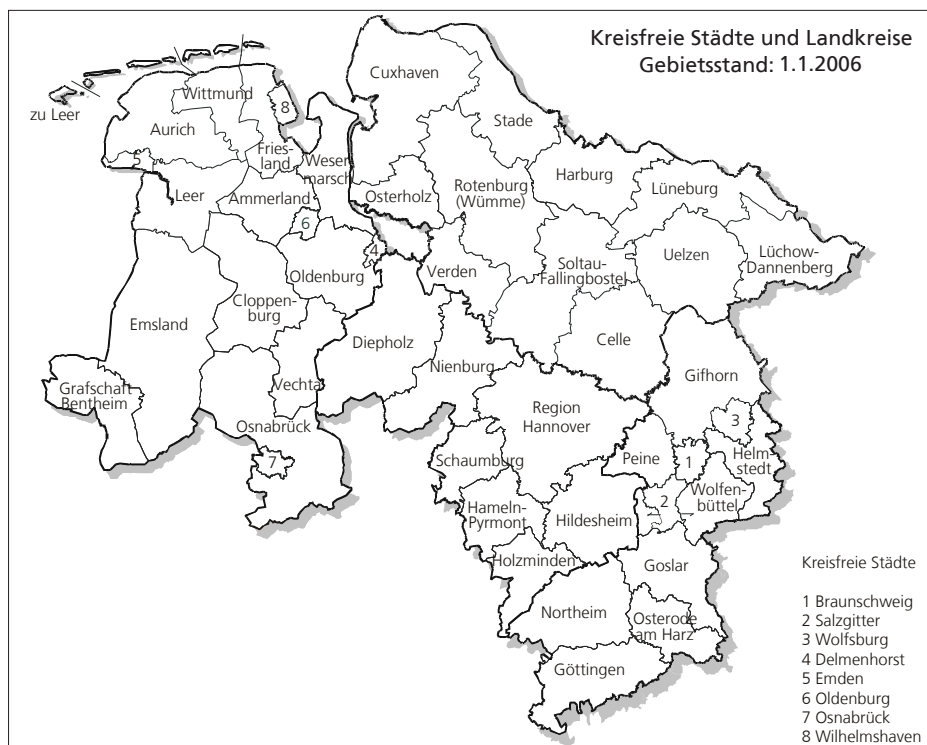 Kreisfreie Städte und Landkreise
Gebietsstand: 1.1.2006
zu Leer
Wittmund
Aurich
8
5
Fries-
land
Weser-
marsch
Leer
Ammerland
6
Cuxhaven
Stade
Osterholz
Rotenburg
(Wümme)
Harburg
Lüneburg
4
Oldenburg
Verden
Soltau-
Fallingbostel
Uelzen
Lüchow-
Dannenberg
Emsland
Cloppen-
burg
Diepholz
Nienburg
Celle
Gifhorn
Grafschaft
Bentheim
Vechta
Osnabrück
7
Region
Hannover
3
Schaumburg
Peine
1
Helm-
stedt
Hameln-
Pyrmont
Hildesheim
2
Wolfen-
büttel
Holzminden
Goslar
Northeim
Osterode
am Harz
Göttingen
Kreisfreie Städte
1 Braunschweig
2 Salzgitter
3 Wolfsburg
4 Delmenhorst
5 Emden
6 Oldenburg
7 Osnabrück
8 Wilhelmshaven